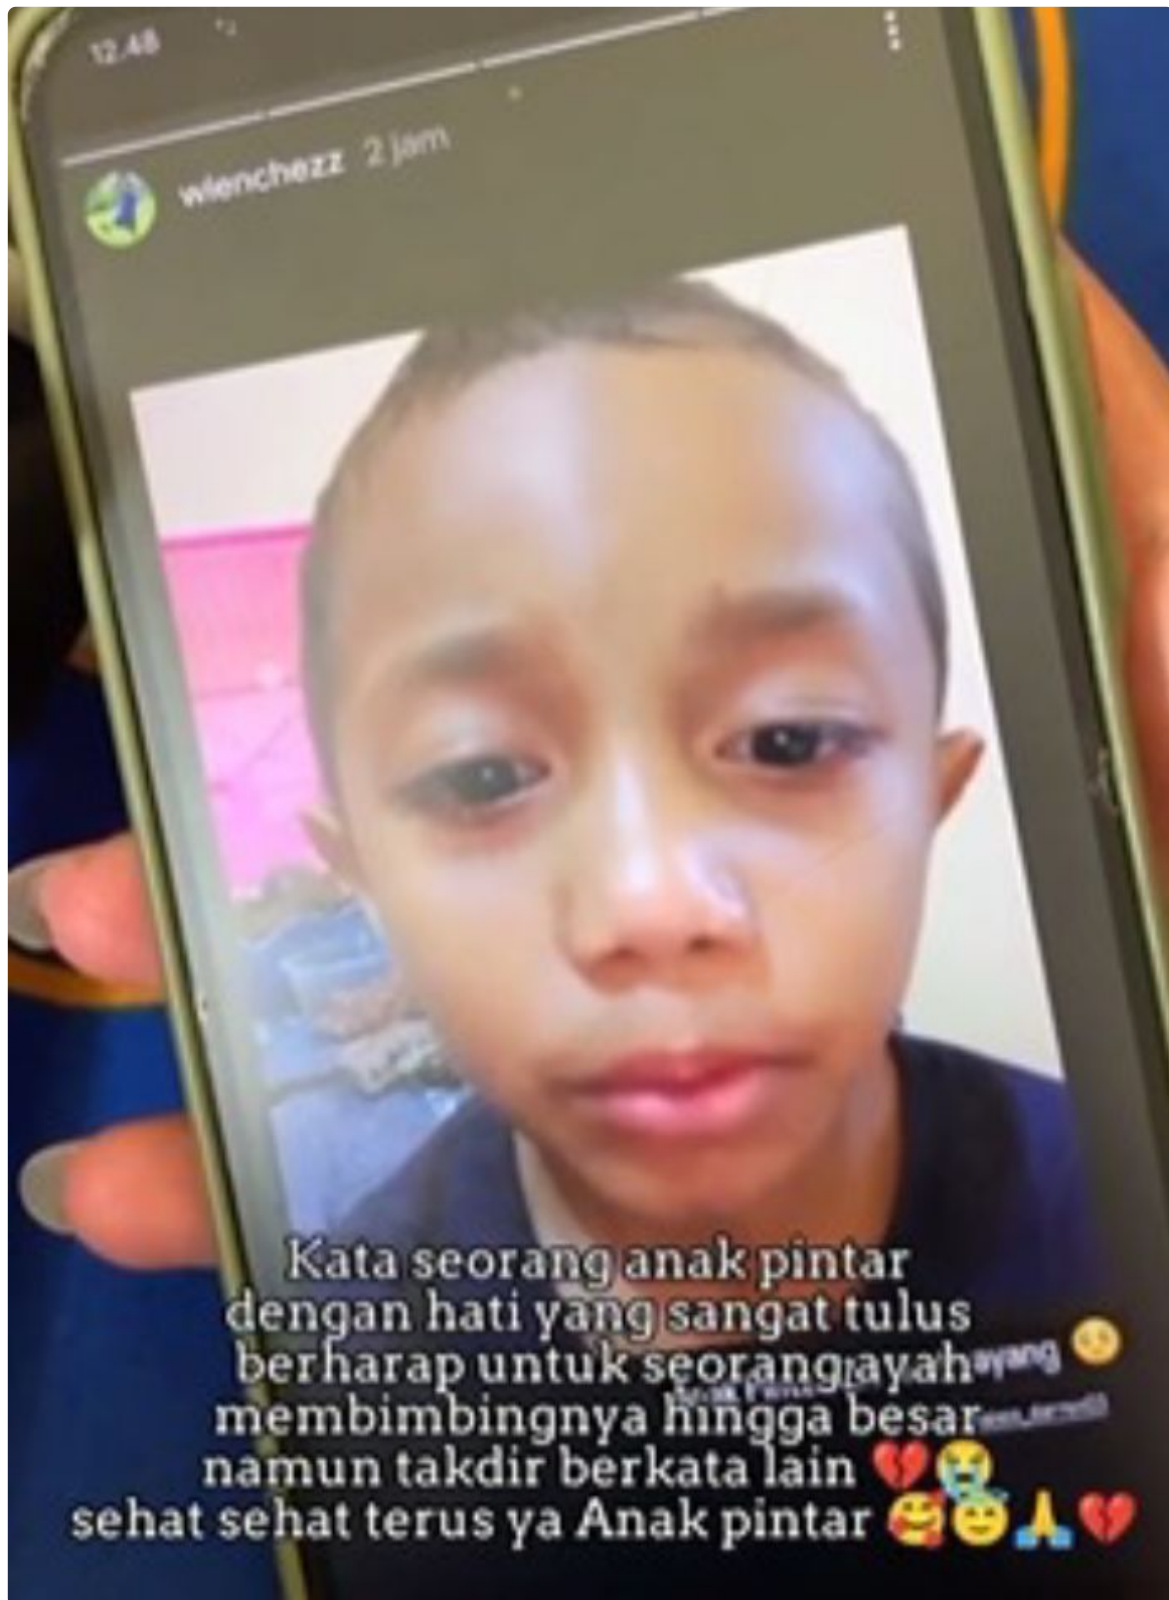 12.48
wlenchezz 2 jam
Kata seorang anak pintar
dengan hati yang sangat tulus
berharap untuk seorang ayah
membimbingnya hingga besar
namun takdir berkata lain 💔😭
sehat sehat terus ya Anak pintar 🥰😇🙏💔